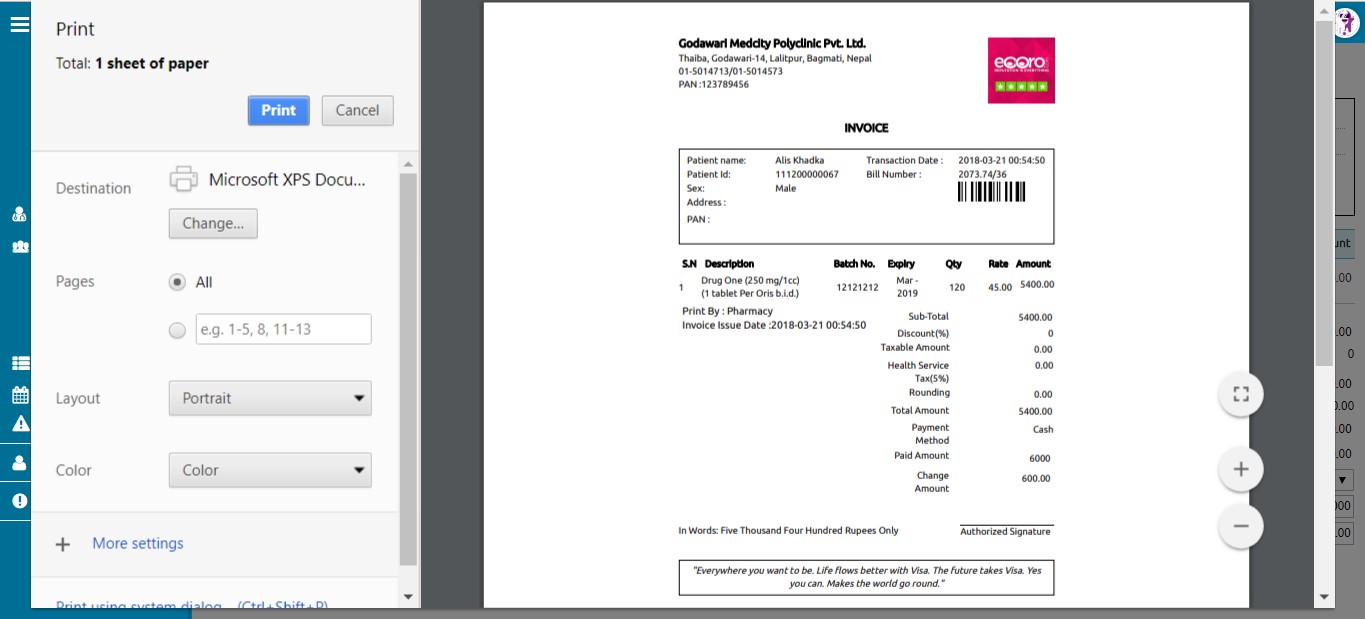 Print
Total: 1 sheet of paper
Print Cancel
Destination Microsoft XPS Docu...
Change...
Pages All
e.g. 1-5, 8, 11-13
Layout Portrait
Color Color
+ More settings
Print using system dialog... (Ctrl+Shift+P)
Godawari Medcity Polyclinic Pvt. Ltd.
Thaiba, Godawari-14, Lalitpur, Bagmati, Nepal
01-5014713/01-5014573
PAN :123789456
INVOICE
Patient name: Alis Khadka Transaction Date : 2018-03-21 00:54:50
Patient Id: 111200000067 Bill Number : 2073.74/36
Sex: Male
Address :
PAN :
S.N Description Batch No. Expiry Qty Rate Amount
1 Drug One (250 mg/1cc) 12121212 Mar - 120 45.00 5400.00
(1 tablet Per Oris b.i.d.) 2019
Print By : Pharmacy
Invoice Issue Date :2018-03-21 00:54:50
Sub-Total 5400.00
Discount(%) 0
Taxable Amount 0.00
Health Service 0.00
Tax(5%)
Rounding 0.00
Total Amount 5400.00
Payment Cash
Method
Paid Amount 6000
Change 600.00
Amount
In Words: Five Thousand Four Hundred Rupees Only
Authorized Signature
"Everywhere you want to be. Life flows better with Visa. The future takes Visa. Yes
you can. Makes the world go round."